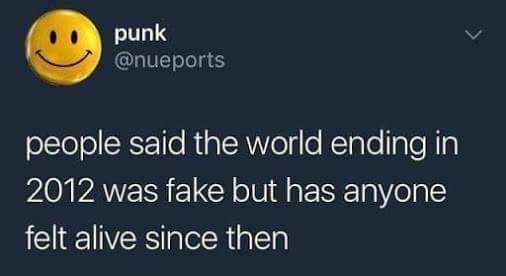 punk
@nueports
people said the world ending in
2012 was fake but has anyone
felt alive since then